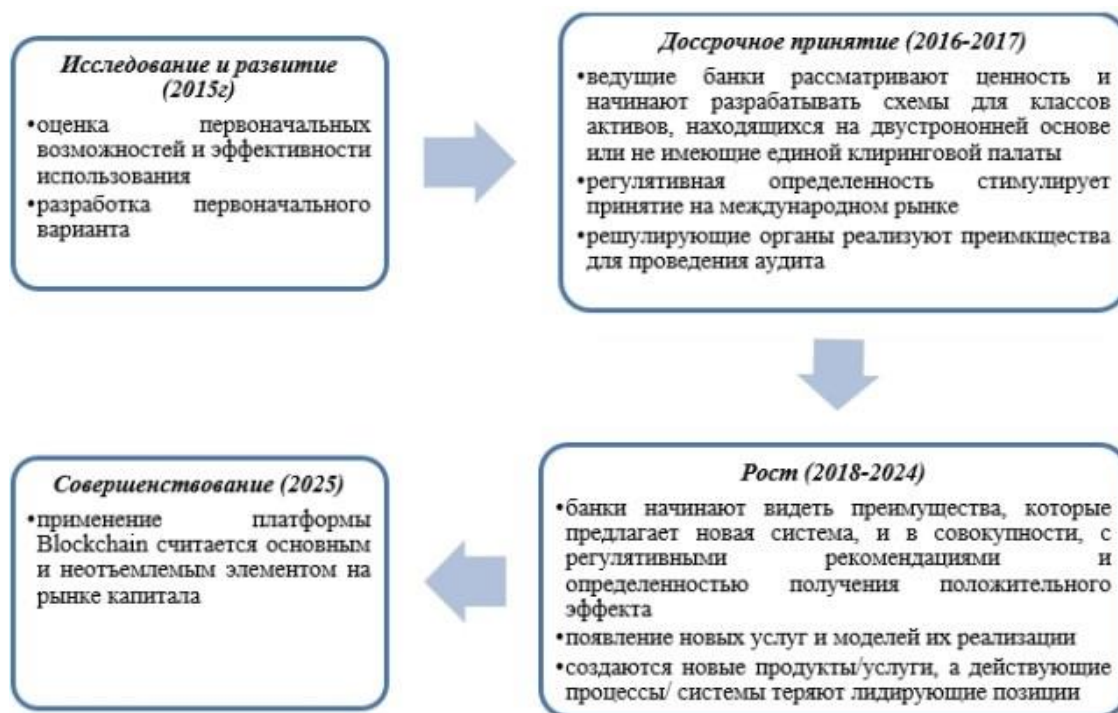 Исследование и развитие
(2015г)
•оценка первоначальных
возможностей и эффективности
использования
•разработка первоначального
варианта
Доссрочное принятие (2016-2017)
•ведущие банки рассматривают ценность и
начинают разрабатывать схемы для классов
активов, находящихся на двустрононней основе
или не имеющие единой клиринговой палаты
•регулятивная определенность стимулирует
принятие на международном рынке
•решулирующие органы реализуют преимкщества
для проведения аудита
Рост (2018-2024)
•банки начинают видеть преимущества, которые
предлагает новая система, и в совокупности, с
регулятивными рекомендациями и
определенностью получения положительного
эффекта
•появление новых услуг и моделей их реализации
•создаются новые продукты/услуги, а действующие
процессы/ системы теряют лидирующие позиции
Совершенствование (2025)
•применение платформы
Blockchain считается основным
и неотъемлемым элементом на
рынке капитала